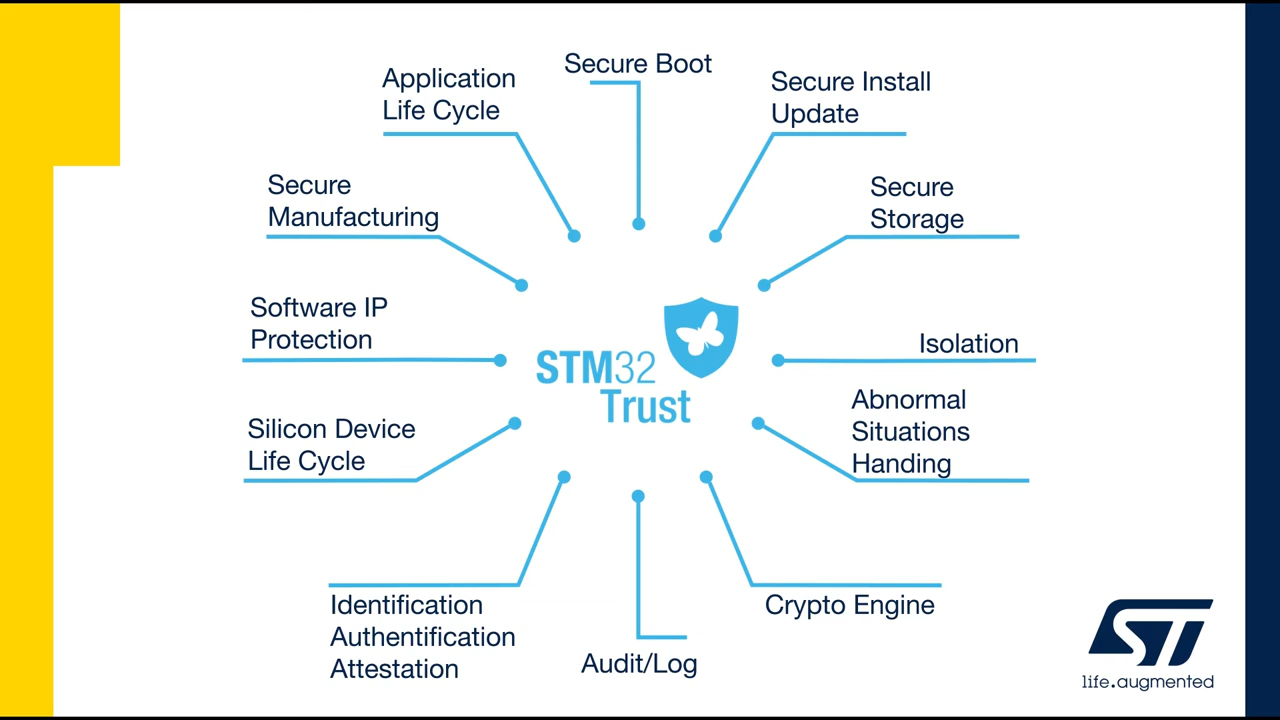 Secure Boot
Application
Life Cycle
Secure Install
Update
Secure
Manufacturing
Secure
Storage
Software IP
Protection
Isolation
STM32
Trust
Abnormal
Situations
Handing
Silicon Device
Life Cycle
Identification
Authentification
Attestation
Crypto Engine
Audit/Log
ST
life.augmented